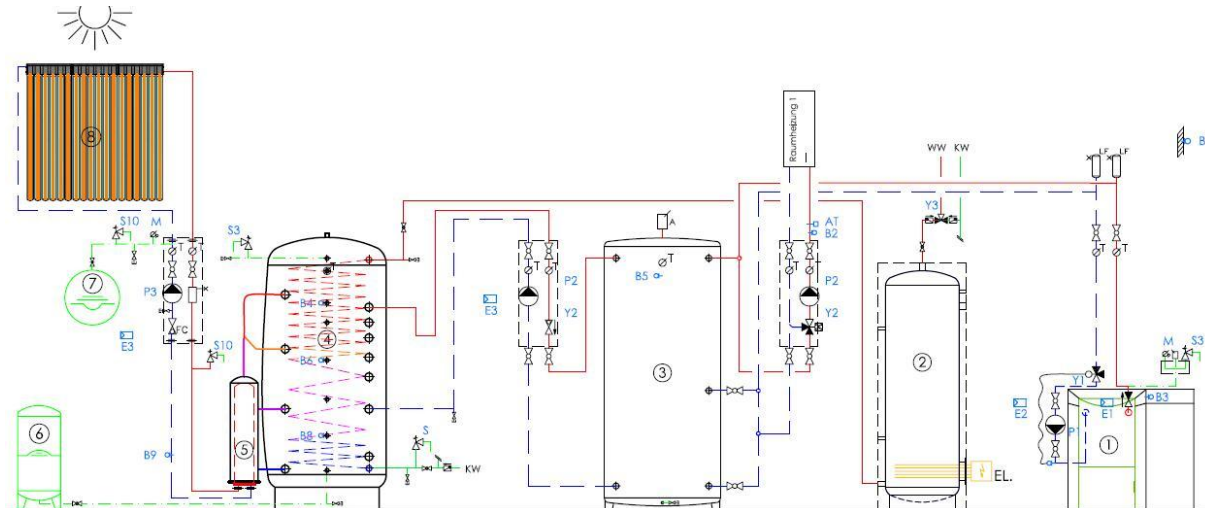 8
S10
M
T
T
7
P3
K
FC
E3
S10
6
B9
5
S3
T
B4
4
B6
B8
S
KW
E3
T
T
P2
Y2
A
T
B5
3
Raumheizung 1
AT
B2
T
T
P2
Y2
WW
KW
Y3
2
EL.
LF
LF
T
T
B
M
S3
Y1
B3
E2
E1
P1
1